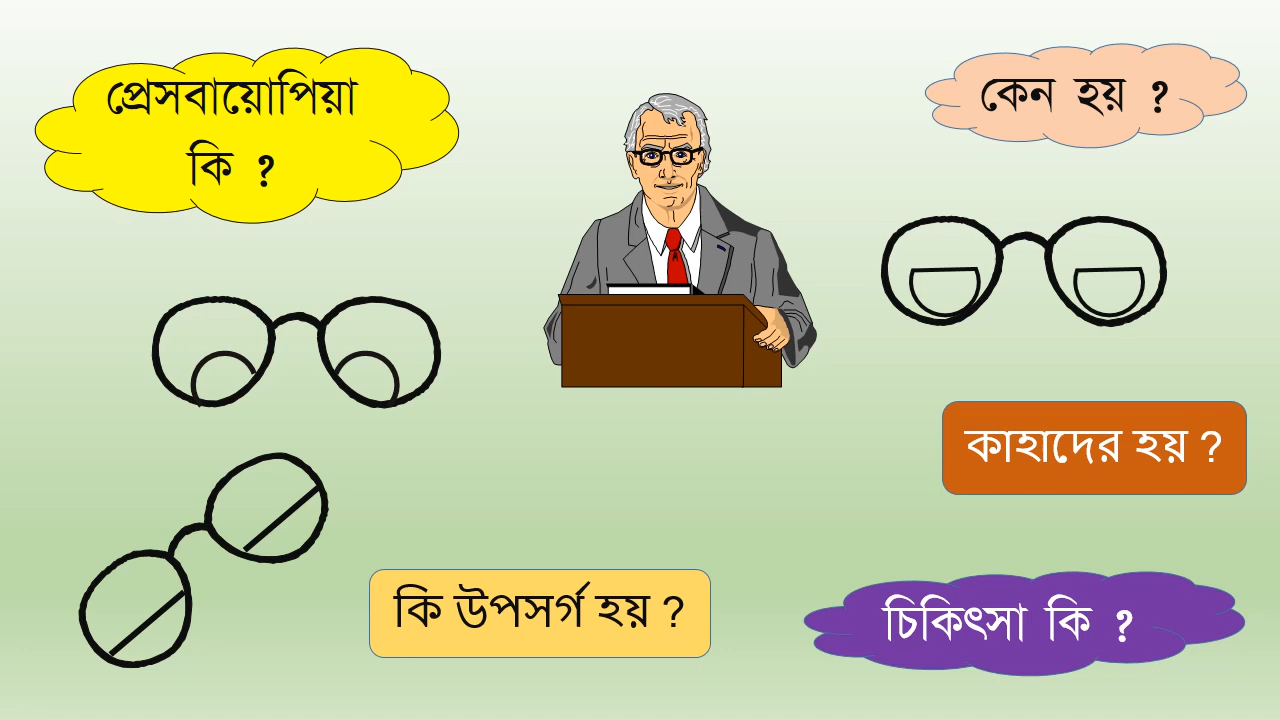 প্রেসবায়োপিয়া
কি ?
কেন হয় ?
কাহাদের হয় ?
কি উপসর্গ হয় ?
চিকিৎসা কি ?